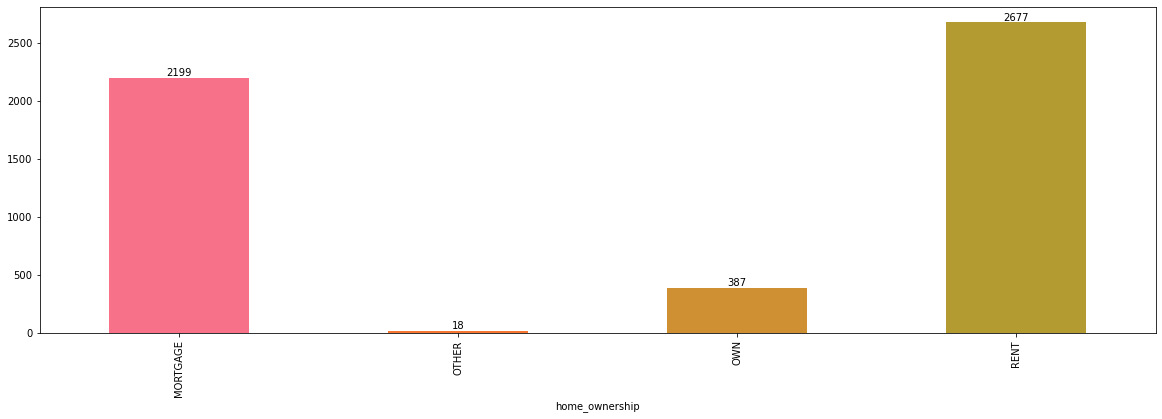 2677
2500
2199
2000
1500
1000
500
387
18
0
MORTGAGE
OTHER
OWN
RENT
home_ownership